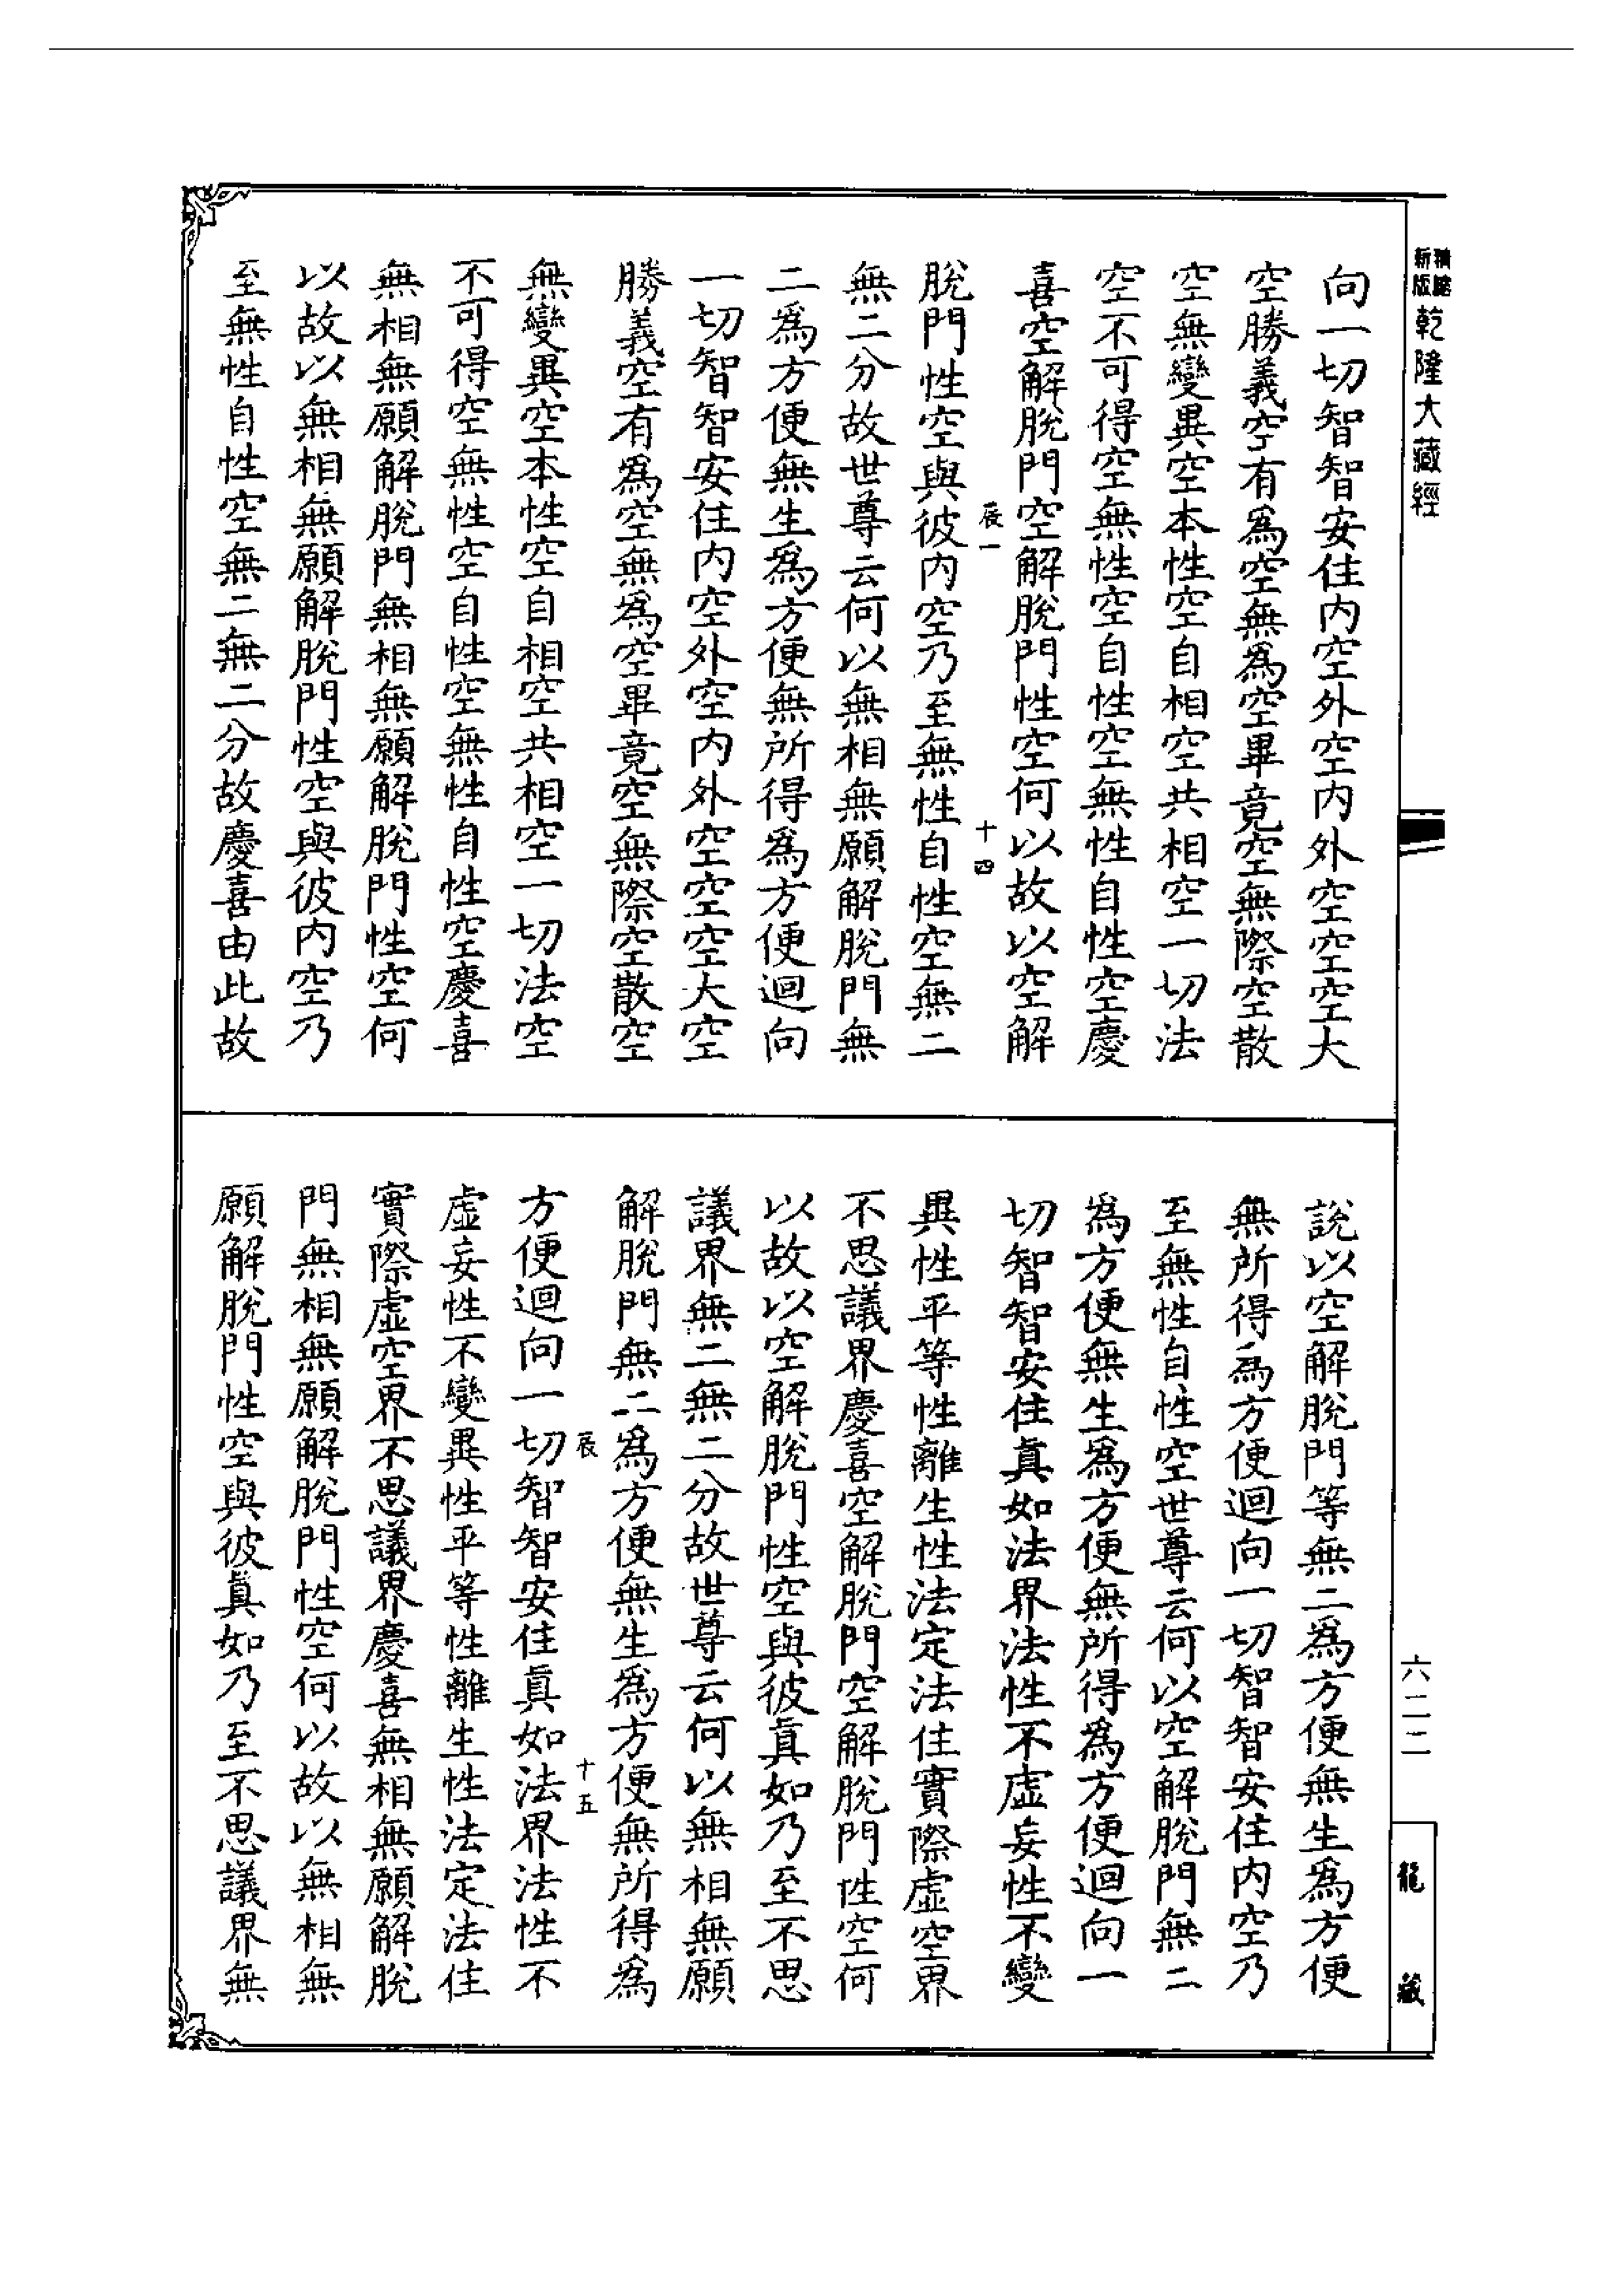 新版
乾隆大藏經
向一切智智安住内空外空内外空空空大
空勝義空有爲空無爲空畢竟空無際空散
空無變異空本性空自相空共相空一切法
空不可得空無性空自性空無性自性空慶
喜空解脫門空解脫門性空何以故以空解
辰一
十四
脫門性空與彼内空乃至無性自性空無二
無二分故世尊云何以無相無願解脫門無
二爲方便無生爲方便無所得爲方便迴向
一切智智安住内空外空内外空空空大空
勝義空有爲空無爲空畢竟空無際空散空
無變異空本性空自相空共相空一切法空
不可得空無性空自性空無性自性空慶喜
無相無願解脫門無相無願解脫門性空何
以故以無相無願解脫門性空與彼内空乃
至無性自性空無二無二分故慶喜由此故
說以空解脫門等無二爲方便無生爲方便
無所得爲方便迴向一切智智安住内空乃
至無性自性空世尊云何以空解脫門無二
爲方便無生爲方便無所得爲方便迴向一
切智智安住真如法界法性不虛妄性不變
異性平等性離生性法定法住實際虛空界
不思議界慶喜空解脫門空解脫門性空何
以故以空解脫門性空與彼真如乃至不思
議界無二無二分故世尊云何以無相無願
解脫門無二爲方便無生爲方便無所得爲
辰
十五
方便迴向一切智智安住真如法界法性不
虛妄性不變異性平等性離生性法定法住
實際虛空界不思議界慶喜無相無願解脫
門無相無願解脫門性空何以故以無相無
願解脫門性空與彼真如乃至不思議界無
六二二
龍藏